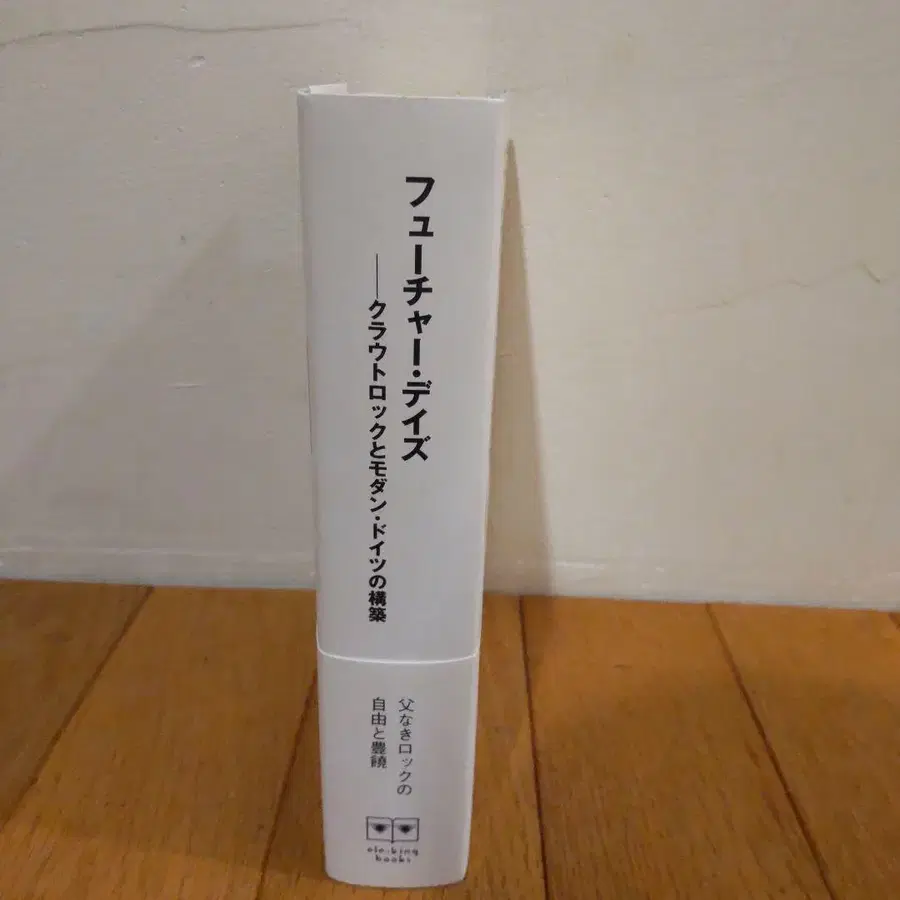 フューチャー・デイズ
──クラウトロックとモダン・ドイツの構築
父なきロックの
自由と豊饒
ele-king
books